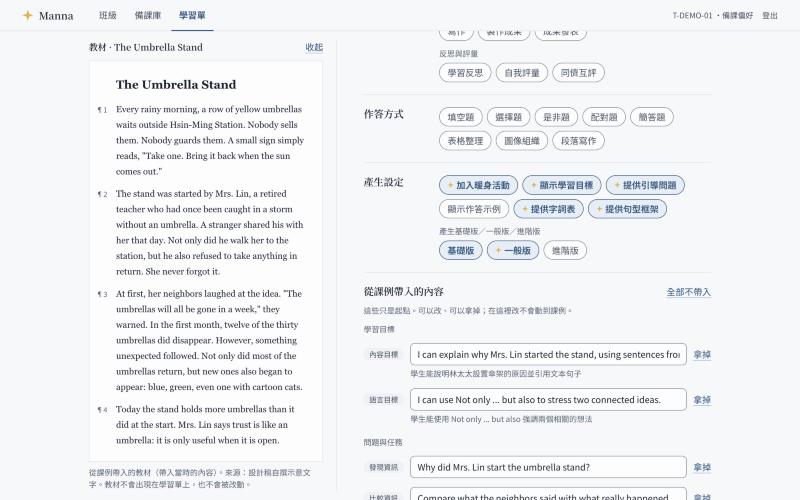 Manna
班級
備課庫
學習單
T-DEMO-01・備課偏好
登出
教材 · The Umbrella Stand
收起
The Umbrella Stand
¶ 1
Every rainy morning, a row of yellow umbrellas
waits outside Hsin-Ming Station. Nobody sells
them. Nobody guards them. A small sign simply
reads, "Take one. Bring it back when the sun
comes out."
¶ 2
The stand was started by Mrs. Lin, a retired
teacher who had once been caught in a storm
without an umbrella. A stranger shared his with
her that day. Not only did he walk her to the
station, but he also refused to take anything in
return. She never forgot it.
¶ 3
At first, her neighbors laughed at the idea. "The
umbrellas will all be gone in a week," they
warned. In the first month, twelve of the thirty
umbrellas did disappear. However, something
unexpected followed. Not only did most of the
umbrellas return, but new ones also began to
appear: blue, green, even one with cartoon cats.
¶ 4
Today the stand holds more umbrellas than it
did at the start. Mrs. Lin says trust is like an
umbrella: it is only useful when it is open.
從課例帶入的教材（帶入當時的內容）。來源：設計稿自撰示意文
字。教材不會出現在學習單上，也不會被改動。
寫作
製作成果
成果發表
反思與評量
學習反思
自我評量
同儕互評
作答方式
填空題
選擇題
是非題
配對題
簡答題
表格整理
圖像組織
段落寫作
產生設定
加入暖身活動
顯示學習目標
提供引導問題
顯示作答示例
提供字詞表
提供句型框架
產生基礎版／一般版／進階版
基礎版
一般版
進階版
從課例帶入的內容
全部不帶入
這些只是起點。可以改、可以拿掉；在這裡改不會動到課例。
學習目標
內容目標
I can explain why Mrs. Lin started the stand, using sentences from
拿掉
學生能說明林太太設置傘架的原因並引用文本句子
語言目標
I can use Not only ... but also to stress two connected ideas.
拿掉
學生能使用 Not only ... but also 強調兩個相關的想法
問題與任務
發現資訊
Why did Mrs. Lin start the umbrella stand?
拿掉
比較資訊
Compare what the neighbors said with what really happened.
拿掉